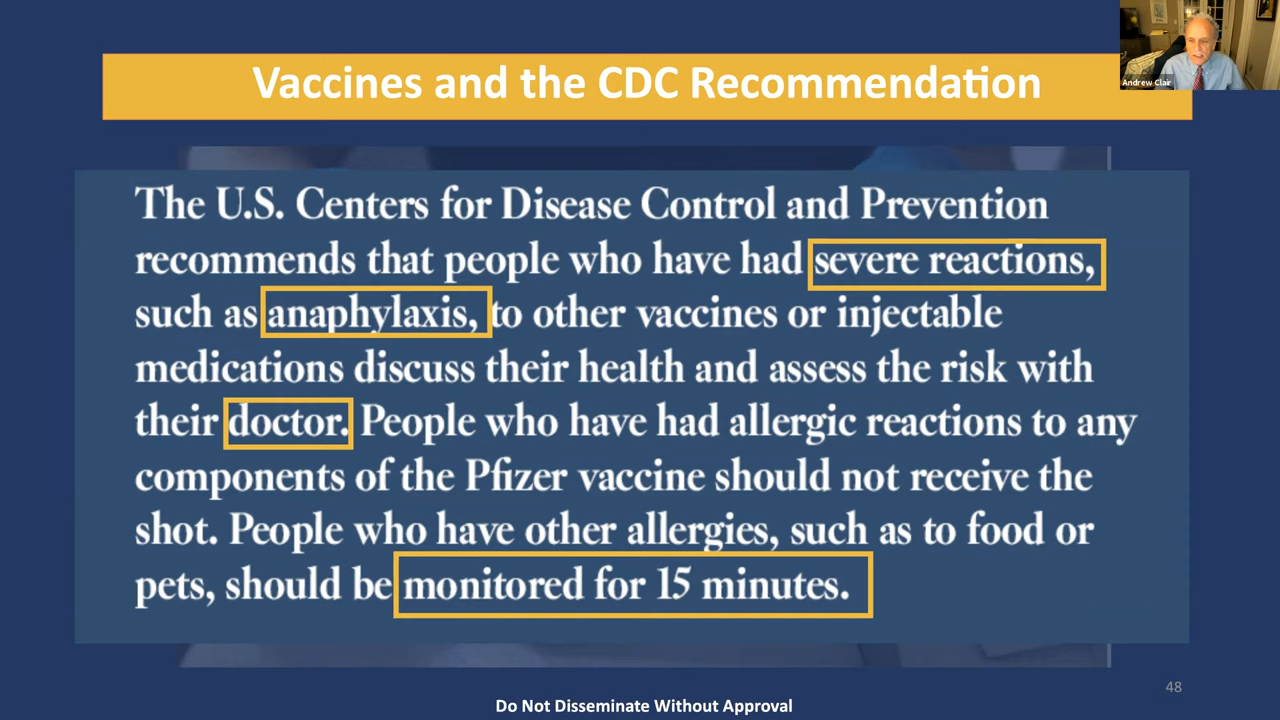 Vaccines and the CDC Recommendation
Andrew Clair
The U.S. Centers for Disease Control and Prevention
recommends that people who have had severe reactions,
such as anaphylaxis, to other vaccines or injectable
medications discuss their health and assess the risk with
their doctor. People who have had allergic reactions to any
components of the Pfizer vaccine should not receive the
shot. People who have other allergies, such as to food or
pets, should be monitored for 15 minutes.
48
Do Not Disseminate Without Approval